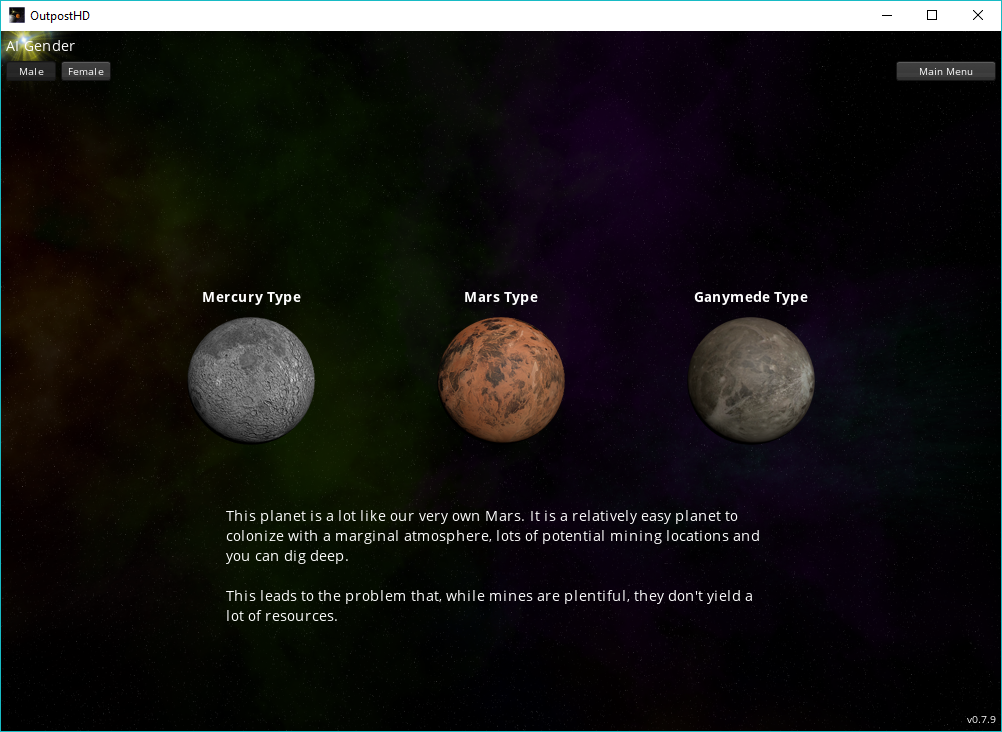 OutpostHD
AI Gender
Male Female Main Menu
Mercury Type Mars Type Ganymede Type
This planet is a lot like our very own Mars. It is a relatively easy planet to
colonize with a marginal atmosphere, lots of potential mining locations and
you can dig deep.
This leads to the problem that, while mines are plentiful, they don't yield a
lot of resources.
v0.7.9